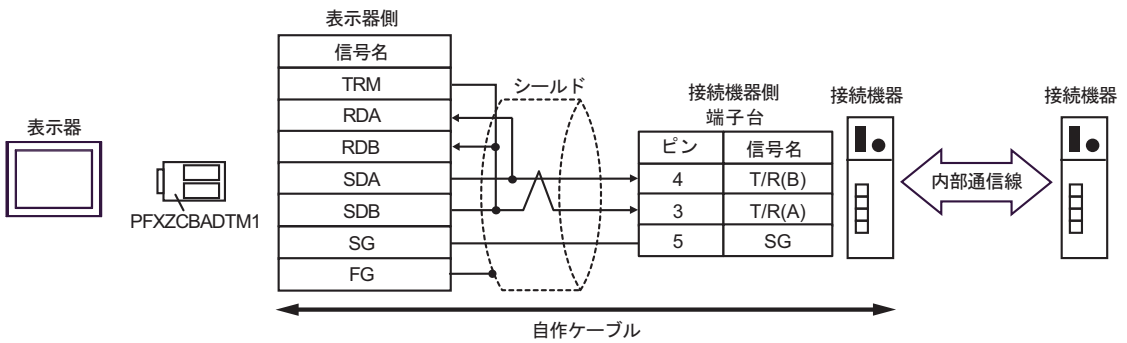 表示器側
信号名
TRM
RDA
RDB
SDA
SDB
SG
FG
シールド
接続機器側
端子台
ピン 信号名
4 T/R(B)
3 T/R(A)
5 SG
接続機器
接続機器
内部通信線
表示器
PFXZCBADTM1
自作ケーブル